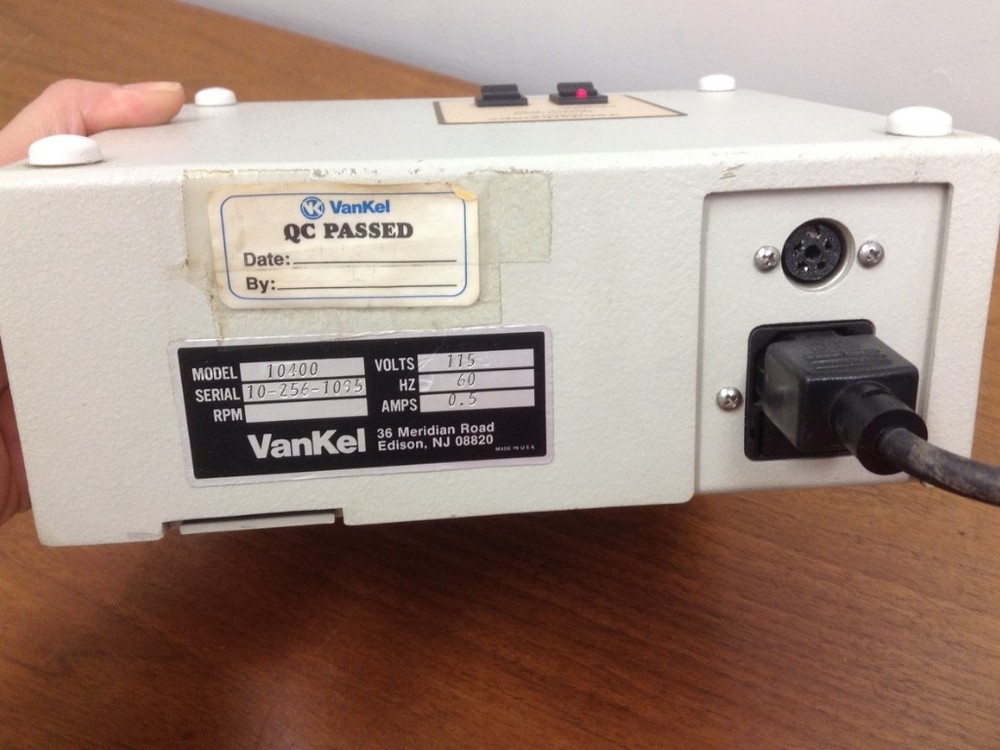 VK VanKel
QC PASSED
Date:
By:
MODEL 10400
SERIAL 10-256-1095
RPM
VOLTS 115
HZ 60
AMPS 0.5
VanKel
36 Meridian Road
Edison, NJ 08820
MADE IN U.S.A.